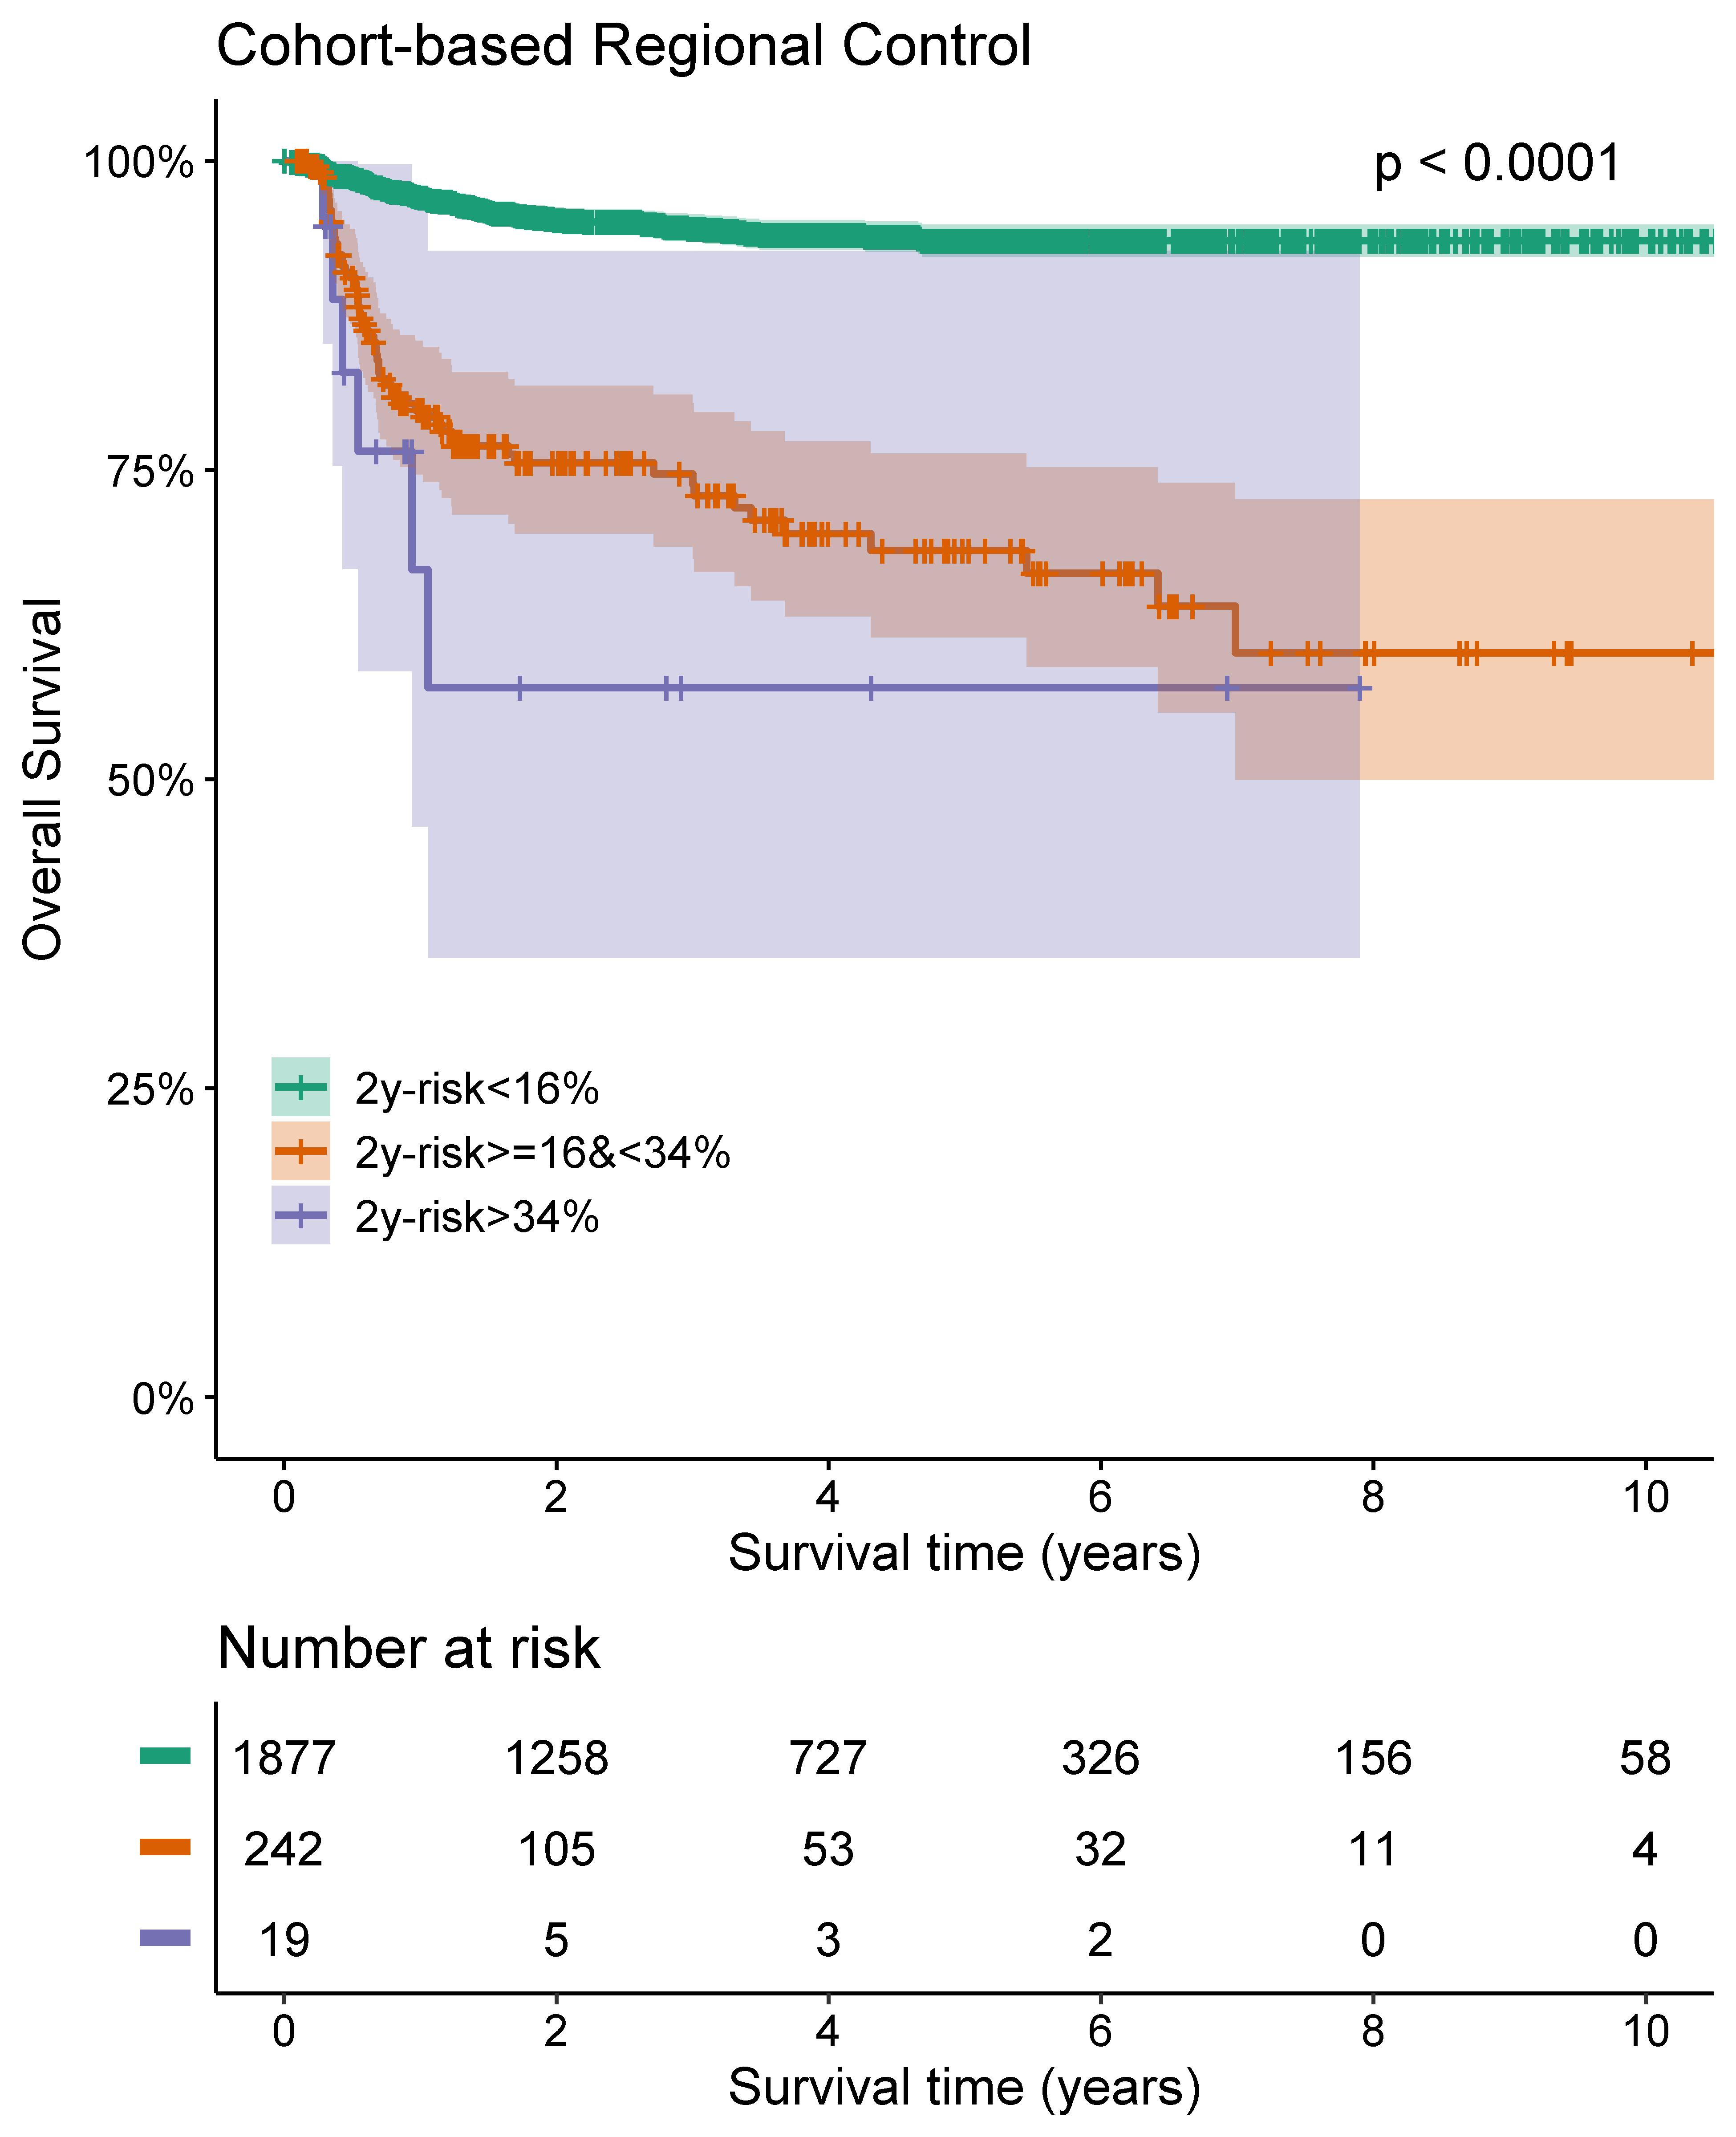 Cohort-based Regional Control
100%
p < 0.0001
75%
50%
25%
0%
Overall Survival
2y-risk<16%
2y-risk>=16&<34%
2y-risk>34%
0 2 4 6 8 10
Survival time (years)
Number at risk
1877 1258 727 326 156 58
242 105 53 32 11 4
19 5 3 2 0 0
0 2 4 6 8 10
Survival time (years)